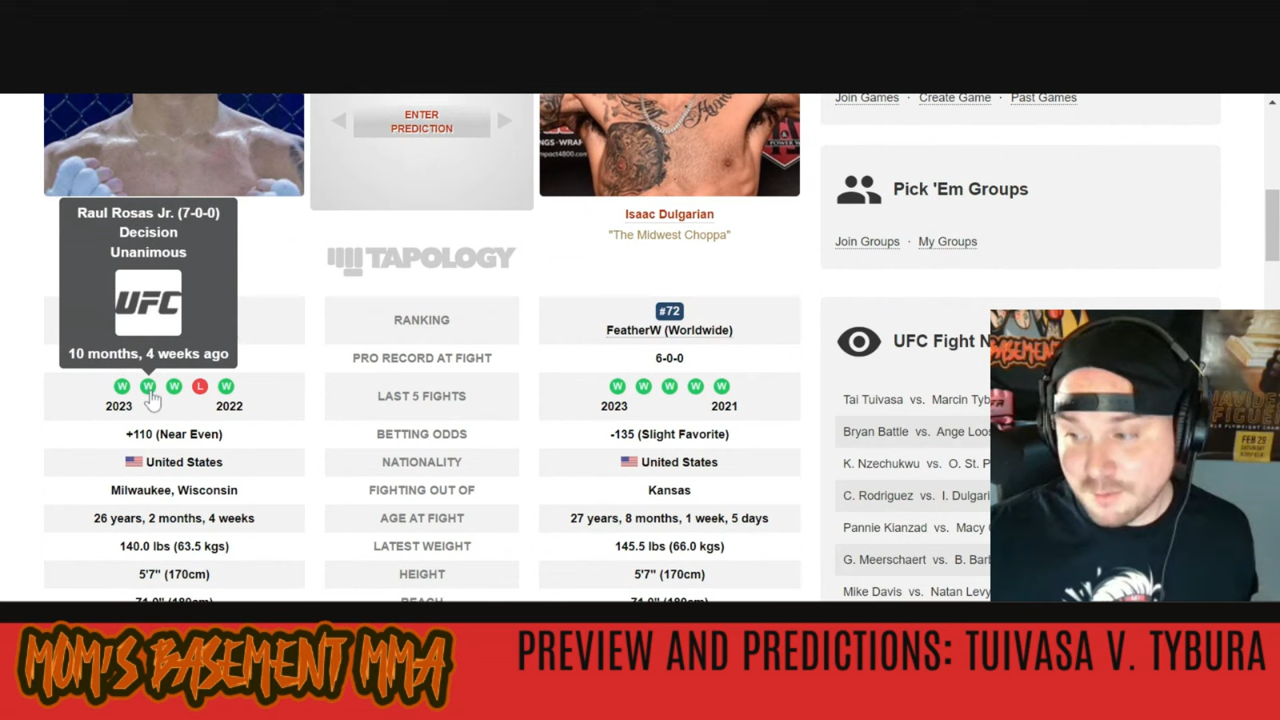 Join Games · Create Game · Past Games
ENTER
PREDICTION
Pick 'Em Groups
Join Groups · My Groups
Raul Rosas Jr. (7-0-0)
Decision
Unanimous
UFC
10 months, 4 weeks ago
Isaac Dulgarian
"The Midwest Choppa"
TAPOLOGY
RANKING
#72
FeatherW (Worldwide)
PRO RECORD AT FIGHT
6-0-0
W W W L W
LAST 5 FIGHTS
W W W W W
2023 2022
2023 2021
+110 (Near Even)
BETTING ODDS
-135 (Slight Favorite)
United States
NATIONALITY
United States
Milwaukee, Wisconsin
FIGHTING OUT OF
Kansas
26 years, 2 months, 4 weeks
AGE AT FIGHT
27 years, 8 months, 1 week, 5 days
140.0 lbs (63.5 kgs)
LATEST WEIGHT
145.5 lbs (66.0 kgs)
5'7" (170cm)
HEIGHT
5'7" (170cm)
UFC Fight N
Tai Tuivasa vs. Marcin Tyb
Bryan Battle vs. Ange Loos
K. Nzechukwu vs. O. St. P
C. Rodriguez vs. I. Dulgari
Pannie Kianzad vs. Macy
G. Meerschaert vs. B. Barb
Mike Davis vs. Natan Levy
FEB 29
MOM'S BASEMENT MMA
PREVIEW AND PREDICTIONS: TUIVASA V. TYBURA